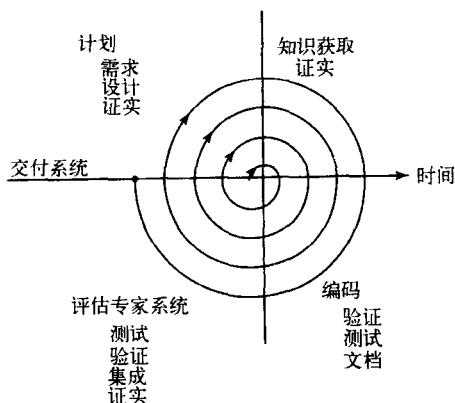 计划
需求
设计
证实
知识获取
证实
交付系统
时间
评估专家系统
测试
验证
集成
证实
编码
验证
测试
文档